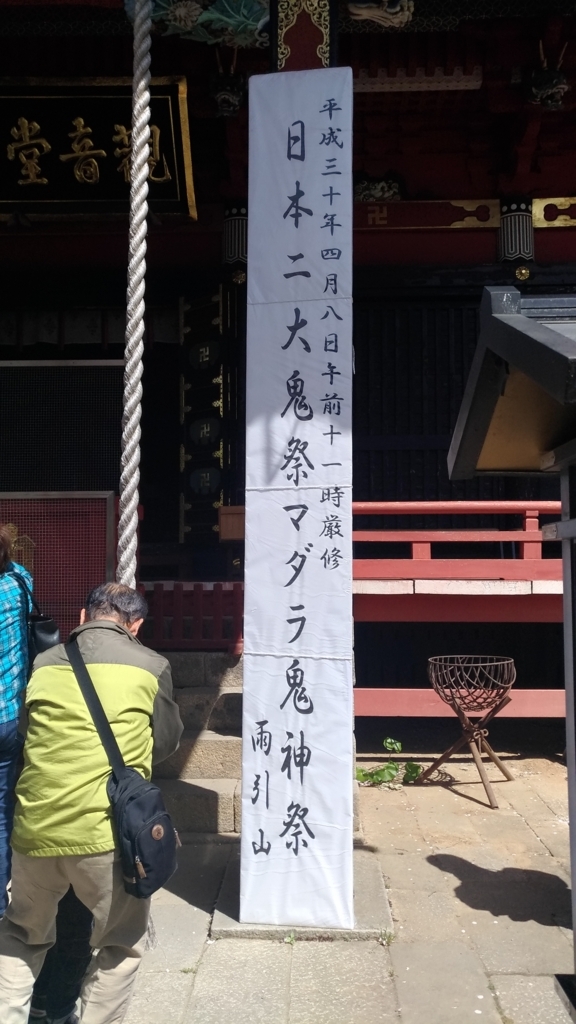 平成三十年四月八日午前十一時厳修
日本二大鬼祭マダラ鬼神祭
雨引山
觀音堂